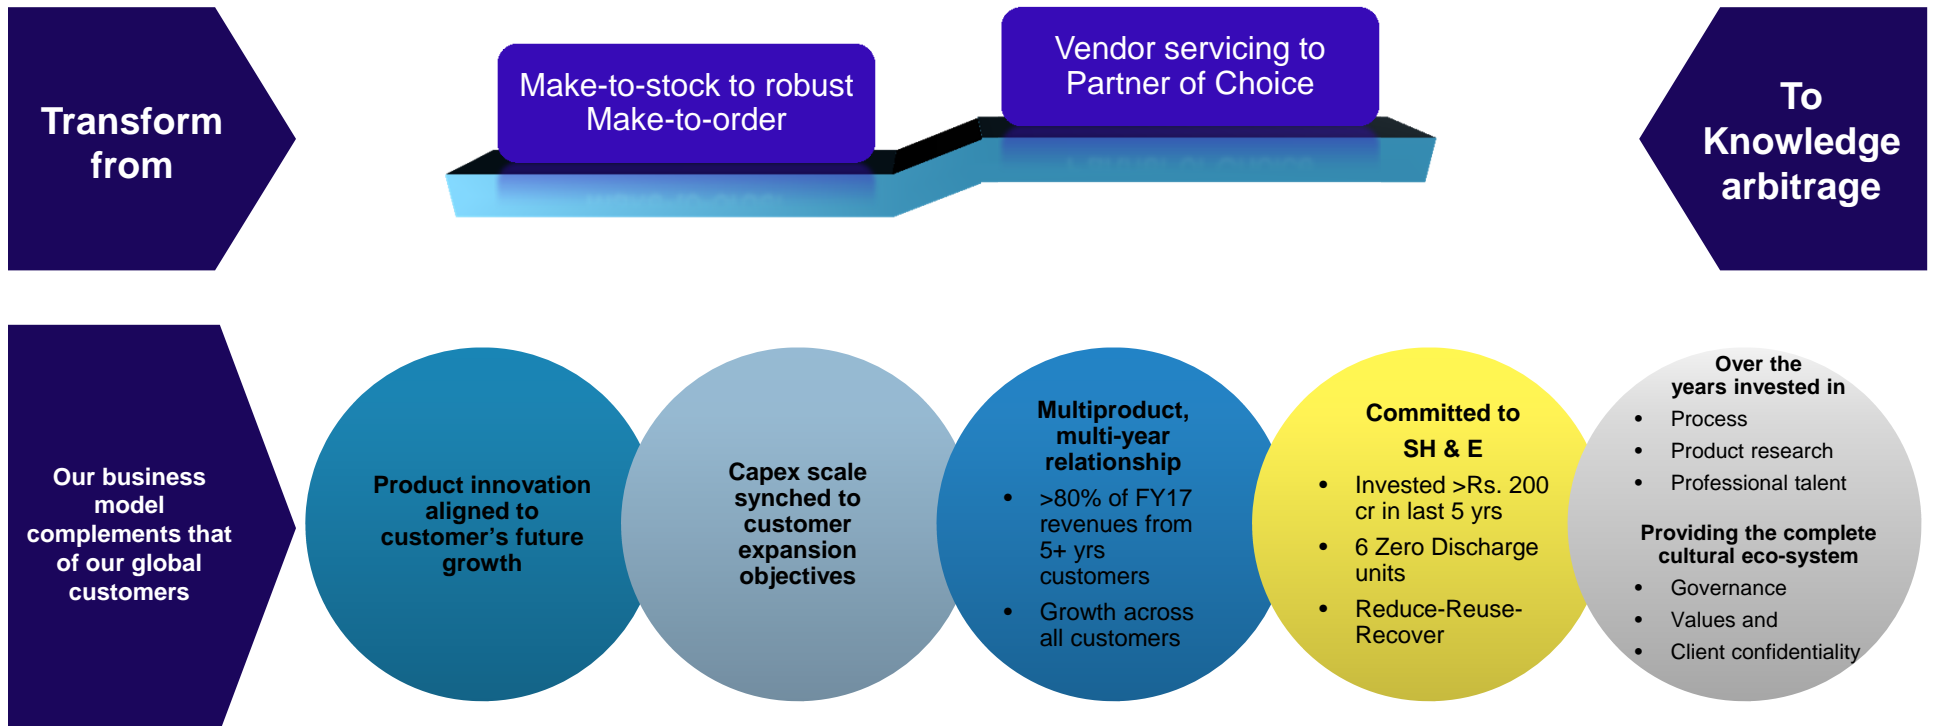 Transform
from
Make-to-stock to robust
Make-to-order
Vendor servicing to
Partner of Choice
To
Knowledge
arbitrage
Our business
model
complements that
of our global
customers
Product innovation
aligned to
customer’s future
growth
Capex scale
synched to
customer
expansion
objectives
Multiproduct,
multi-year
relationship
• >80% of FY17
revenues from
5+ yrs
customers
• Growth across
all customers
Committed to
SH & E
• Invested >Rs. 200
cr in last 5 yrs
• 6 Zero Discharge
units
• Reduce-Reuse-
Recover
Over the
years invested in
• Process
• Product research
• Professional talent
Providing the complete
cultural eco-system
• Governance
• Values and
• Client confidentiality